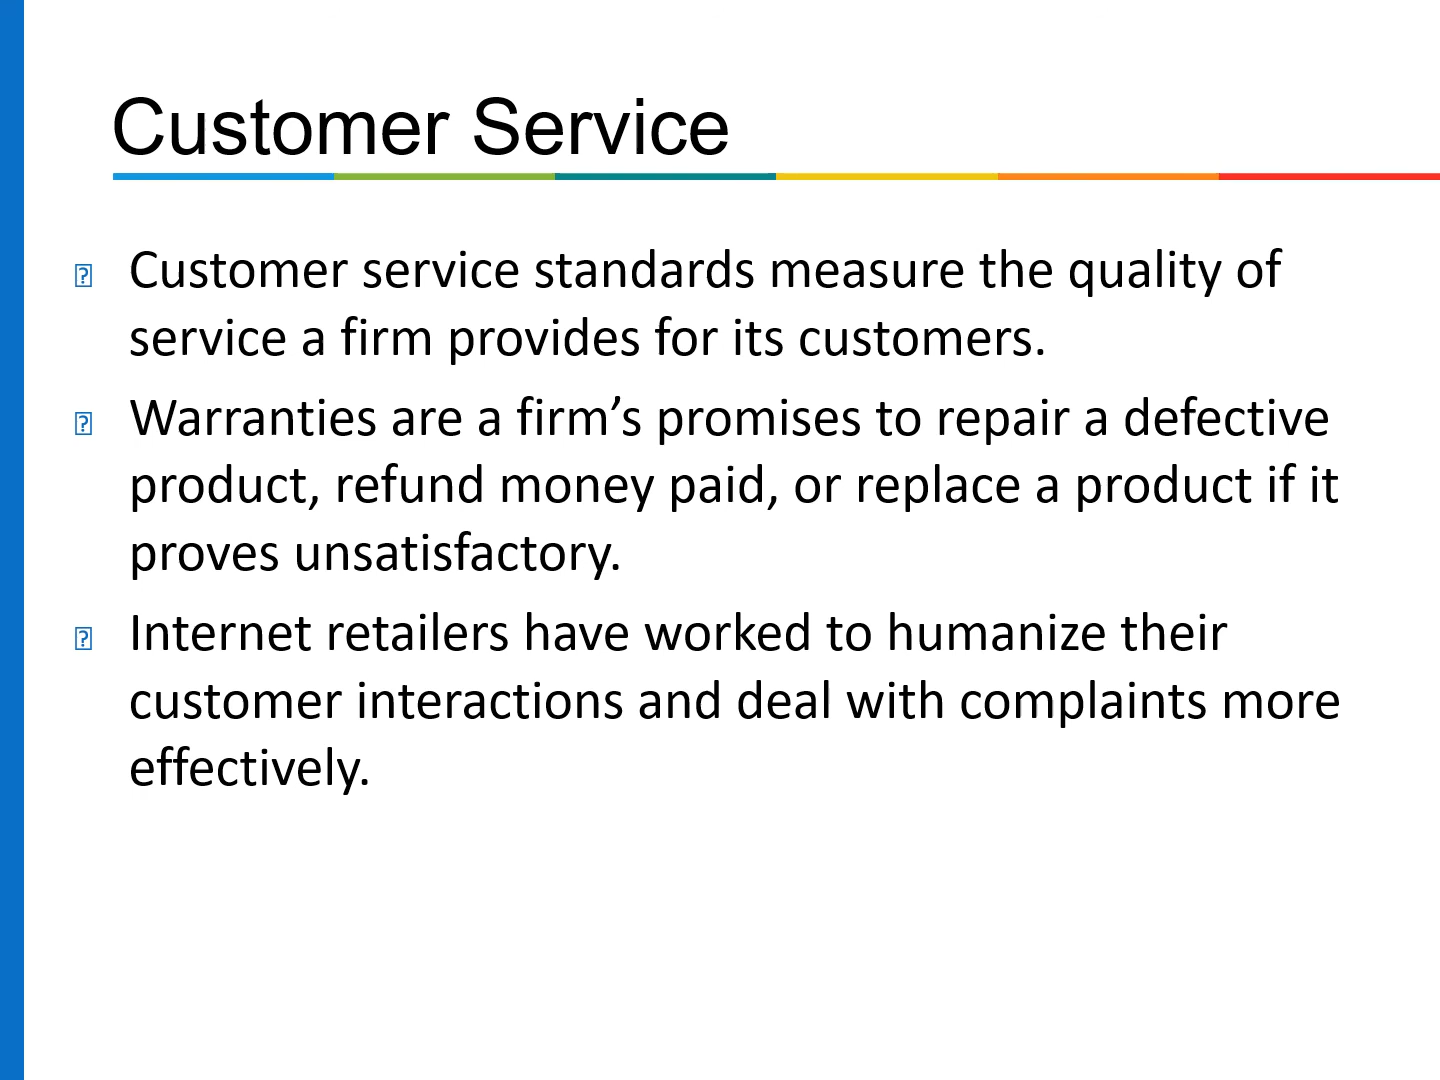 Customer Service
Customer service standards measure the quality of
service a firm provides for its customers.
Warranties are a firm’s promises to repair a defective
product, refund money paid, or replace a product if it
proves unsatisfactory.
Internet retailers have worked to humanize their
customer interactions and deal with complaints more
effectively.